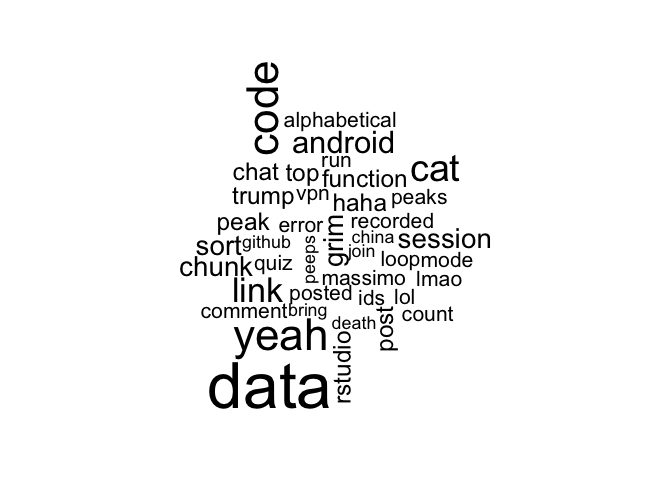 code
alphabetical
android
run
chat top function cat
trump vpn haha peaks
peak error grim recorded
sort github peeps china session
chunk quiz join loop mode
massimo lmao
link posted ids lol
comment bring post count
yeah death
data rstudio